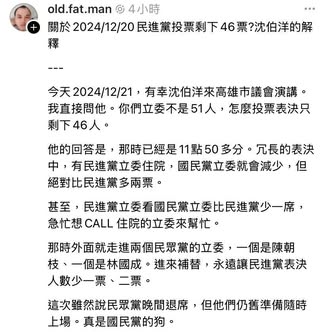 old.fat.man 4小時
關於 2024/12/20 民進黨投票剩下 46 票?沈伯洋的解
釋
---
今天 2024/12/21，有幸沈伯洋來高雄市議會演講。
我直接問他。你們立委不是51人，怎麼投票表決只
剩下46人。
他的回答是，那時已經是11點50多分。冗長的表決
中，有民進黨立委住院，國民黨立委就會減少，但
絕對比民進黨多兩票。
甚至，民進黨立委看國民黨立委比民進黨少一席，
急忙想 CALL 住院的立委來幫忙。
那時外面就走進兩個民眾黨的立委，一個是陳朝
枝、一個是林國成。進來補替，永遠讓民進黨表決
人數少一票、二票。
這次雖然說民眾黨晚間退席，但他們仍舊準備隨時
上場。真是國民黨的狗。